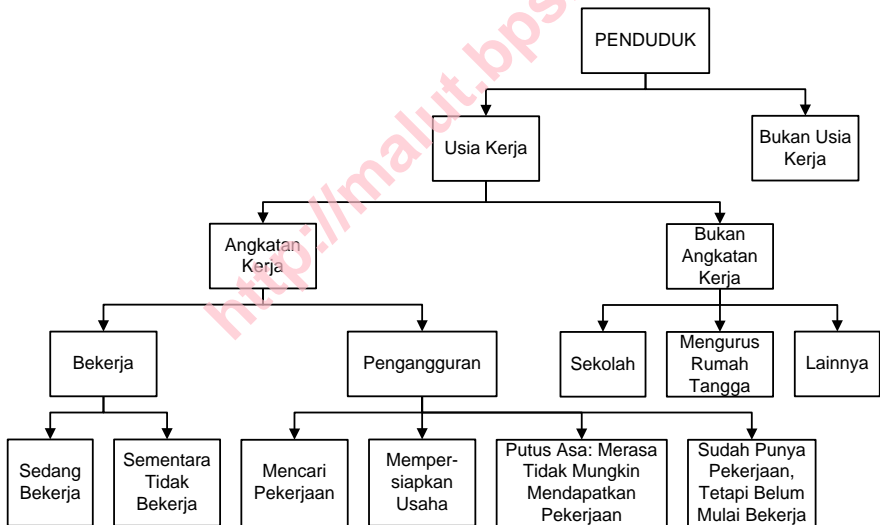 PENDUDUK
Usia Kerja
Bukan Usia
Kerja
Angkatan
Kerja
Bukan
Angkatan
Kerja
Bekerja
Pengangguran
Sekolah
Mengurus
Rumah
Tangga
Lainnya
Sedang
Bekerja
Sementara
Tidak
Bekerja
Mencari
Pekerjaan
Memper-
siapkan
Usaha
Putus Asa: Merasa
Tidak Mungkin
Mendapatkan
Pekerjaan
Sudah Punya
Pekerjaan,
Tetapi Belum
Mulai Bekerja
http://malut.bps